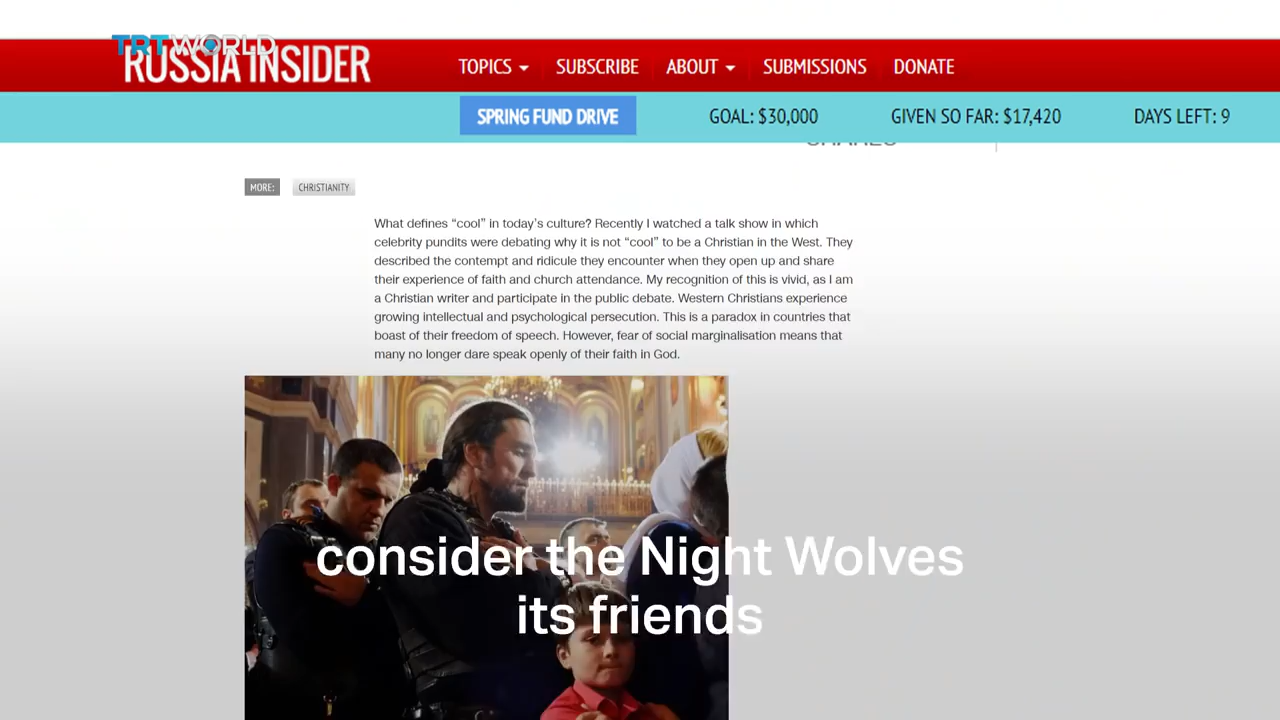 TRT WORLD
RUSSIA INSIDER
TOPICS SUBSCRIBE ABOUT SUBMISSIONS DONATE
SPRING FUND DRIVE GOAL: $30,000 GIVEN SO FAR: $17,420 DAYS LEFT: 9
SHARES
MORE: CHRISTIANITY
What defines “cool” in today’s culture? Recently I watched a talk show in which
celebrity pundits were debating why it is not “cool” to be a Christian in the West. They
described the contempt and ridicule they encounter when they open up and share
their experience of faith and church attendance. My recognition of this is vivid, as I am
a Christian writer and participate in the public debate. Western Christians experience
growing intellectual and psychological persecution. This is a paradox in countries that
boast of their freedom of speech. However, fear of social marginalisation means that
many no longer dare speak openly of their faith in God.
consider the Night Wolves
its friends